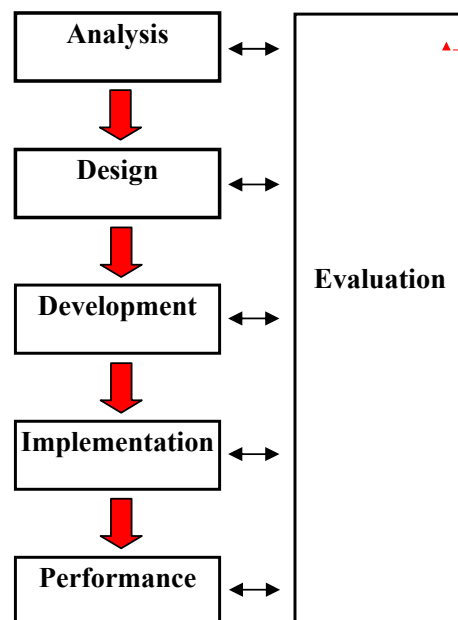 Analysis
Design
Development
Evaluation
Implementation
Performance